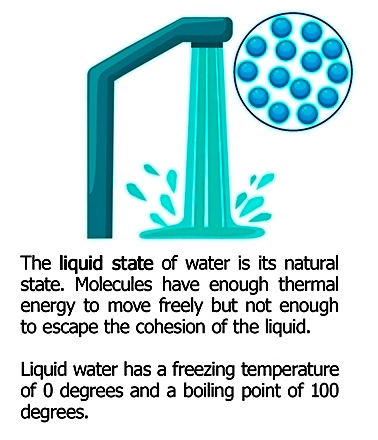 The liquid state of water is its natural
state. Molecules have enough thermal
energy to move freely but not enough
to escape the cohesion of the liquid.
Liquid water has a freezing temperature
of 0 degrees and a boiling point of 100
degrees.